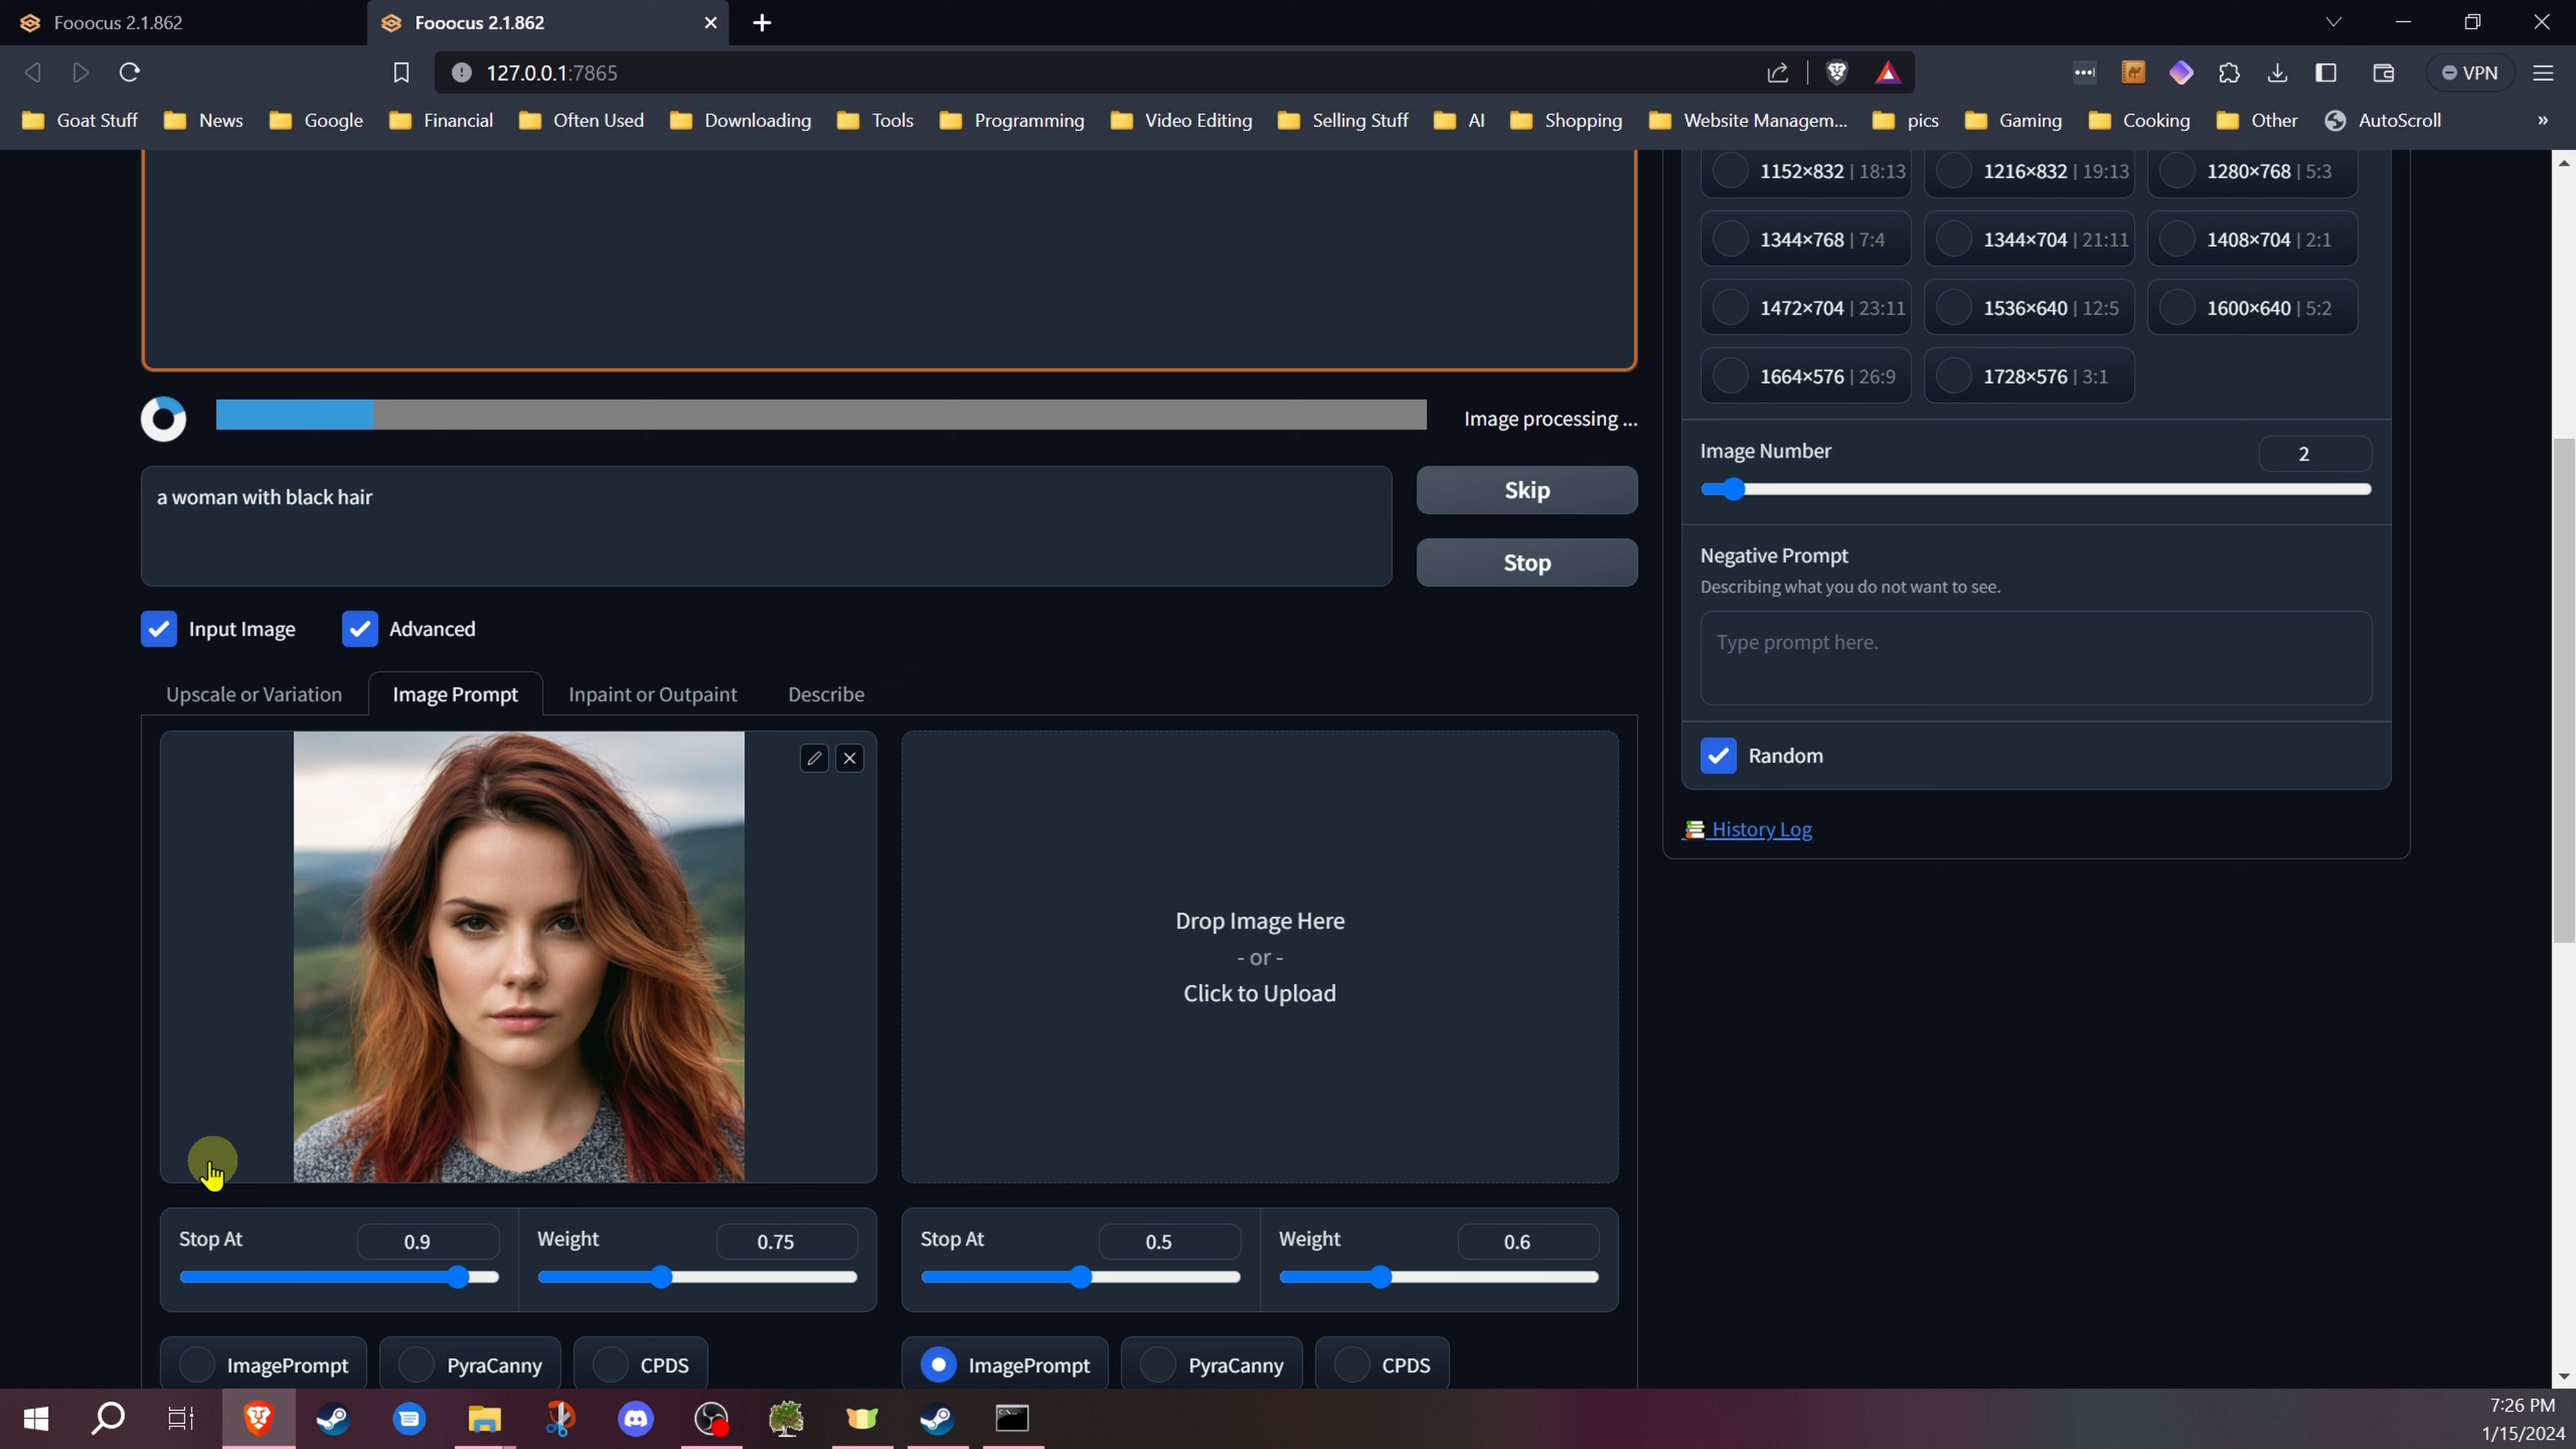 Fooocus 2.1.862
Fooocus 2.1.862
127.0.0.1:7865
VPN
Goat Stuff
News
Google
Financial
Often Used
Downloading
Tools
Programming
Video Editing
Selling Stuff
AI
Shopping
Website Managem...
pics
Gaming
Cooking
Other
AutoScroll
»
1152×832 | 18:13
1216×832 | 19:13
1280×768 | 5:3
1344×768 | 7:4
1344×704 | 21:11
1408×704 | 2:1
1472×704 | 23:11
1536×640 | 12:5
1600×640 | 5:2
1664×576 | 26:9
1728×576 | 3:1
Image processing ...
Image Number
2
a woman with black hair
Skip
Stop
Negative Prompt
Describing what you do not want to see.
Type prompt here.
Input Image
Advanced
Upscale or Variation
Image Prompt
Inpaint or Outpaint
Describe
Random
History Log
Drop Image Here
- or -
Click to Upload
Stop At
0.9
Weight
0.75
Stop At
0.5
Weight
0.6
ImagePrompt
PyraCanny
CPDS
ImagePrompt
PyraCanny
CPDS
7:26 PM
1/15/2024